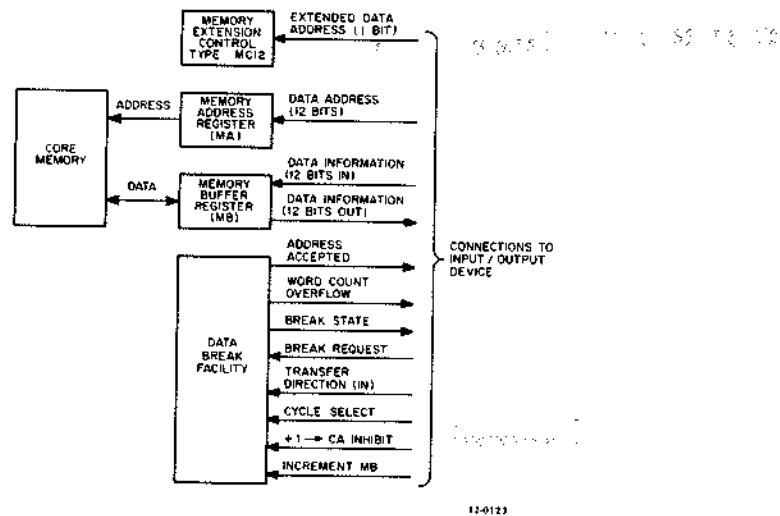 MEMORY
EXTENSION
CONTROL
TYPE MC12
EXTENDED DATA
ADDRESS (1 BIT)
CORE
MEMORY
ADDRESS
MEMORY
ADDRESS
REGISTER
(MA)
DATA ADDRESS
(12 BITS)
DATA
MEMORY
BUFFER
REGISTER
(MB)
DATA INFORMATION
(12 BITS IN)
DATA INFORMATION
(12 BITS OUT)
DATA
BREAK
FACILITY
ADDRESS
ACCEPTED
WORD COUNT
OVERFLOW
BREAK STATE
BREAK REQUEST
TRANSFER
DIRECTION (IN)
CYCLE SELECT
+1 → CA INHIBIT
INCREMENT MB
CONNECTIONS TO
INPUT / OUTPUT
DEVICE
12-0123